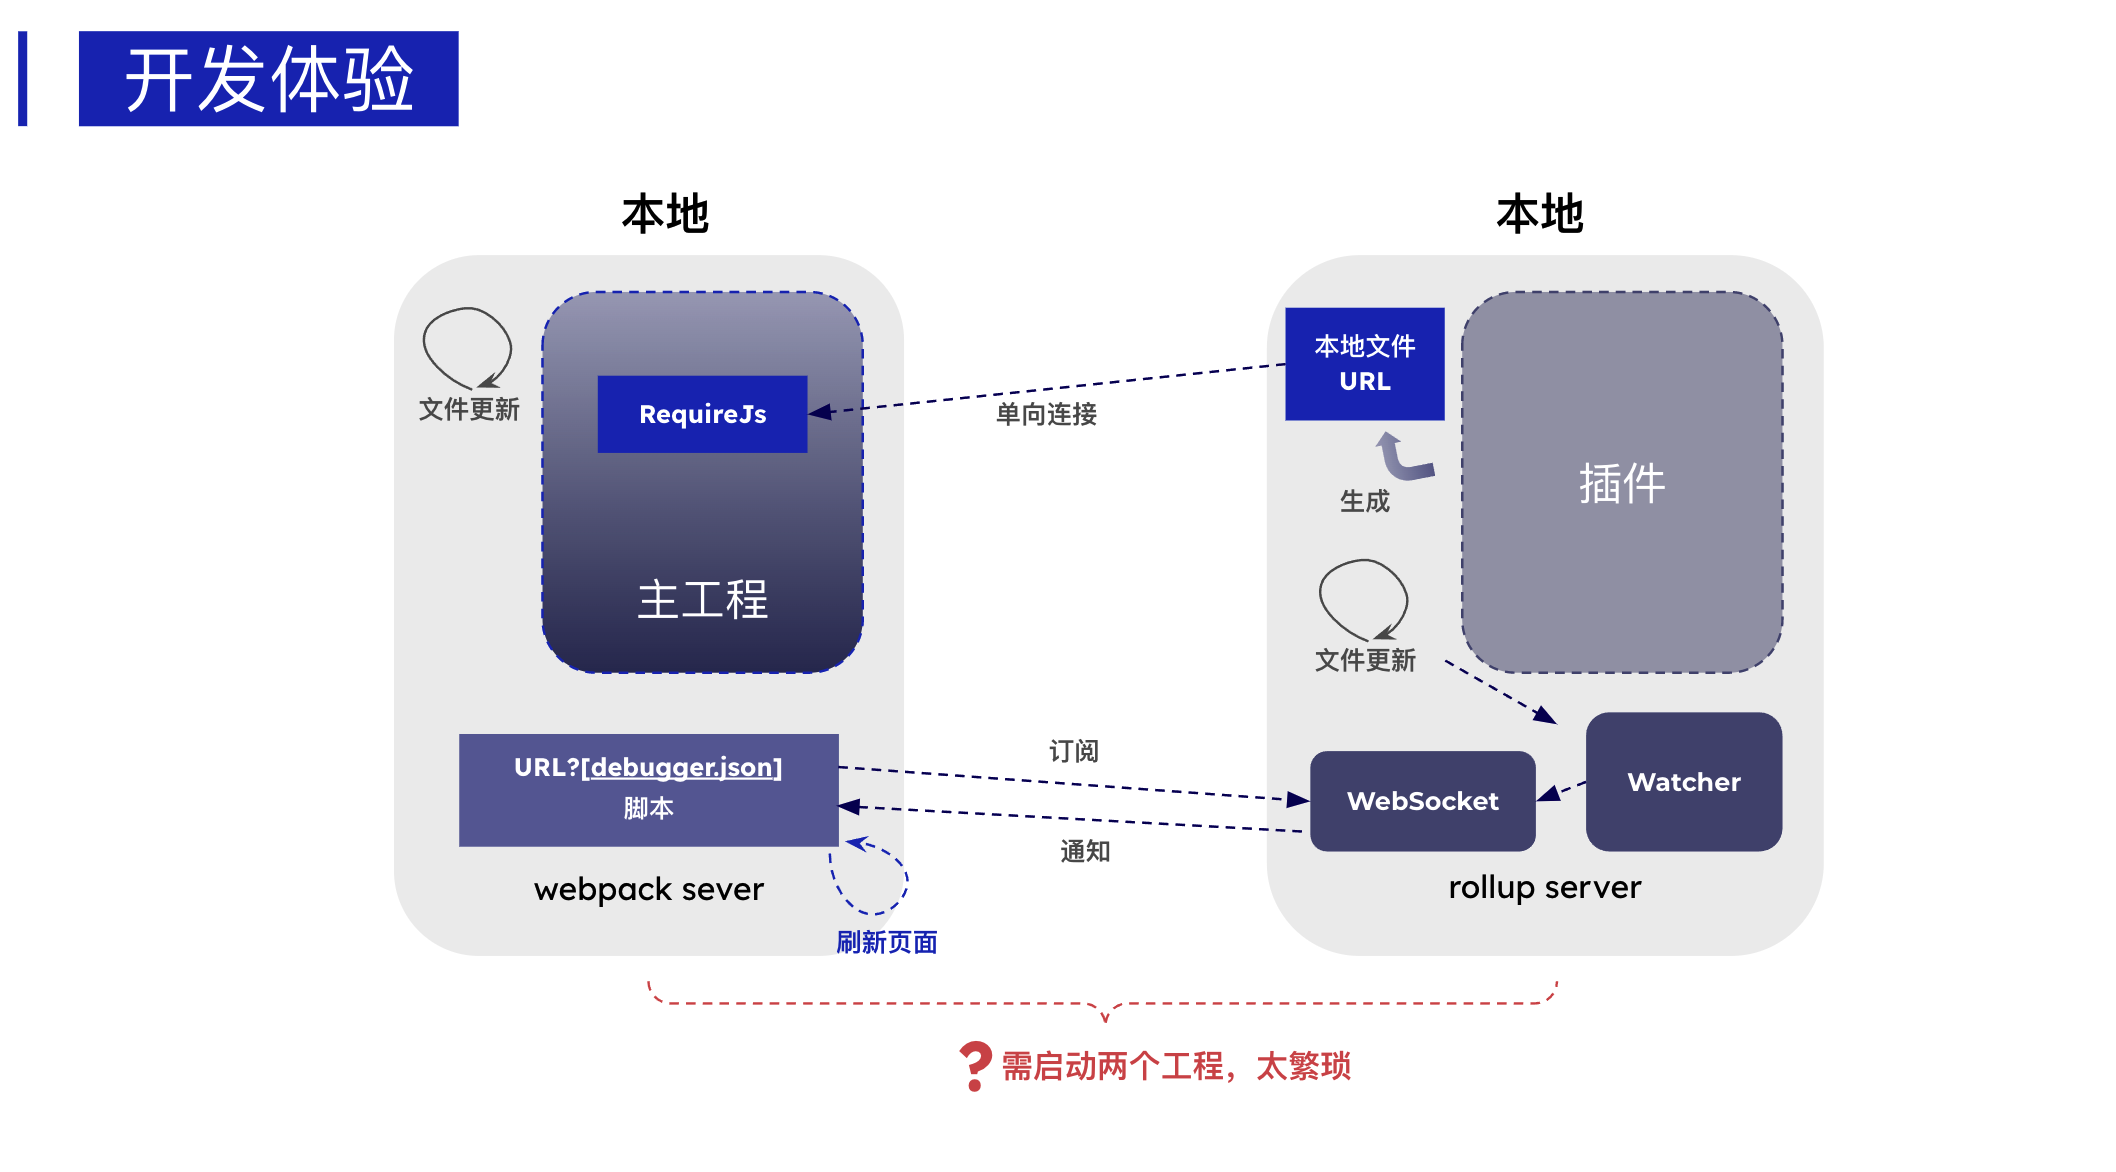 开发体验
本地
文件更新
RequireJs
主工程
URL?[debugger.json]
脚本
webpack sever
刷新页面
单向连接
订阅
通知
本地
本地文件
URL
生成
插件
文件更新
WebSocket
Watcher
rollup server
?需启动两个工程，太繁琐